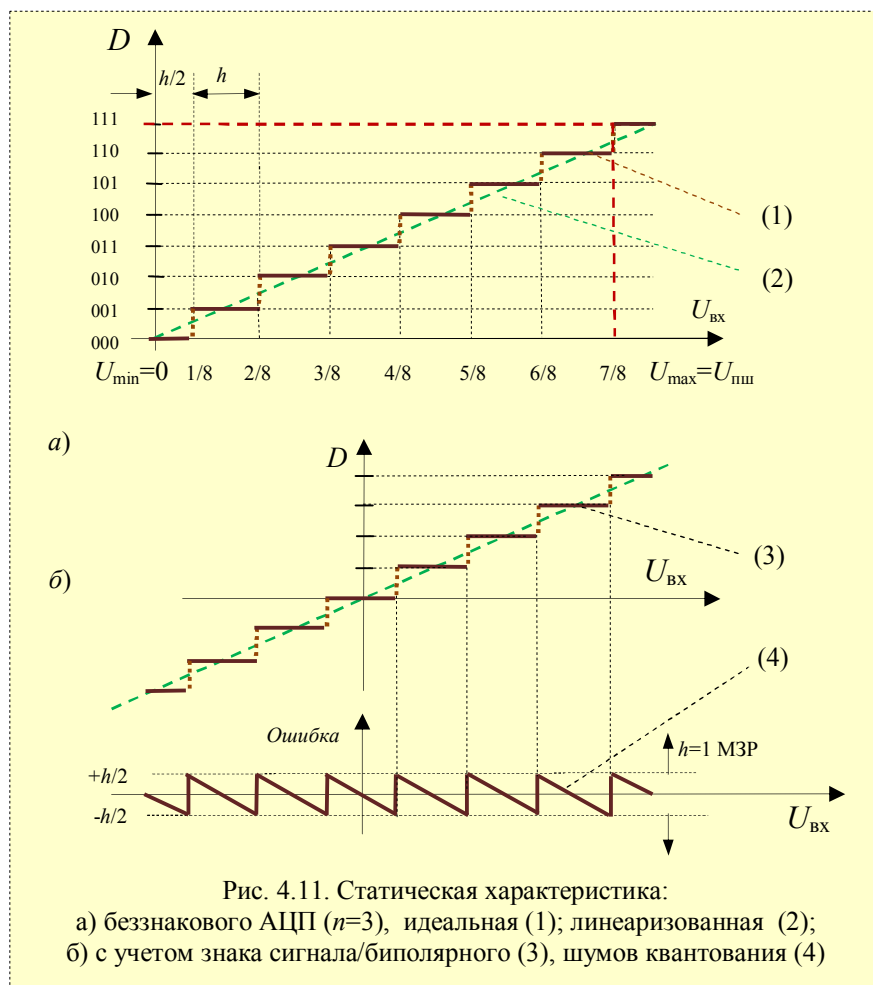 D
h/2 h
111
110
101
100
011
010
001
000
(1)
(2)
Uвх
Umin=0 1/8 2/8 3/8 4/8 5/8 6/8 7/8 Umax=Uпш
а)
D
(3)
б)
Uвх
(4)
Ошибка
h=1 МЗР
+h/2
-h/2
Uвх
Рис. 4.11. Статическая характеристика:
а) беззнакового АЦП (n=3), идеальная (1); линеаризованная (2);
б) с учетом знака сигнала/биполярного (3), шумов квантования (4)